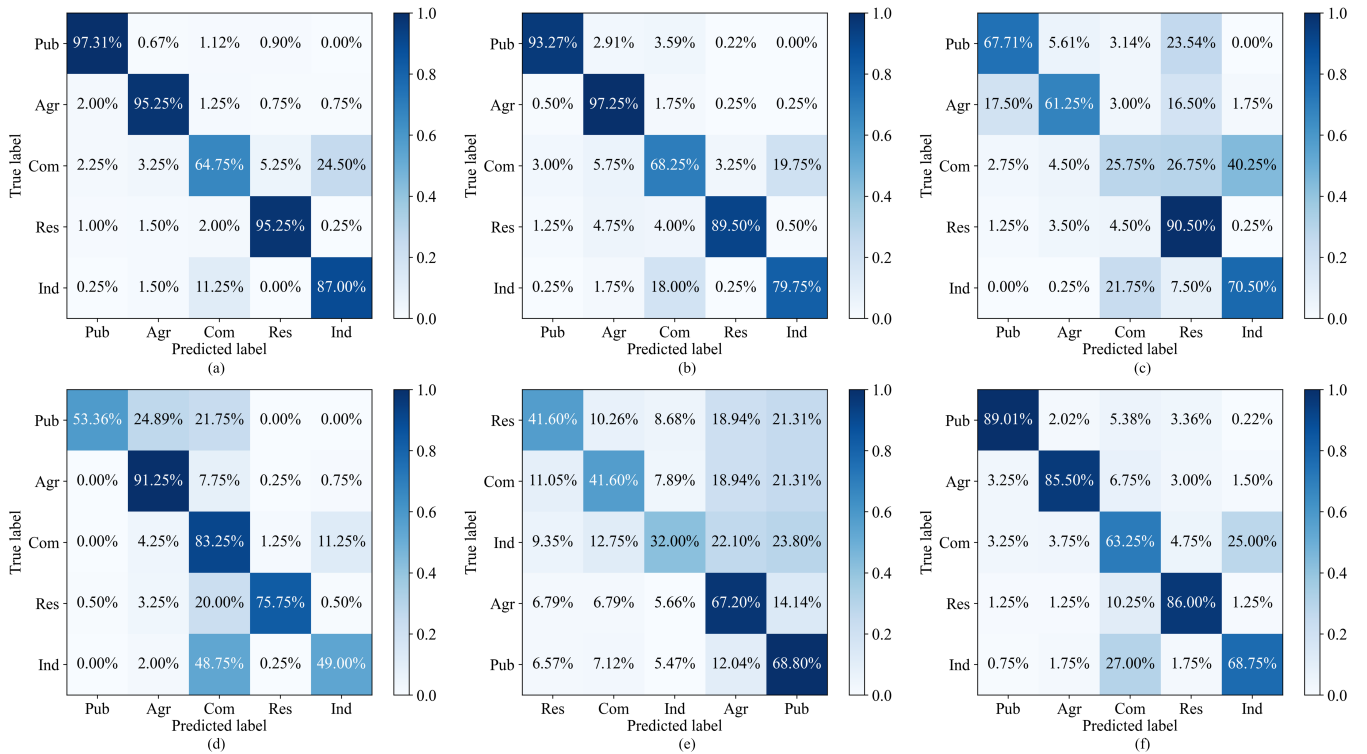 1.0
0.8
0.6
0.4
0.2
0.0
True label
Pub 97.31% 0.67% 1.12% 0.90% 0.00%
Agr 2.00% 95.25% 1.25% 0.75% 0.75%
Com 2.25% 3.25% 64.75% 5.25% 24.50%
Res 1.00% 1.50% 2.00% 95.25% 0.25%
Ind 0.25% 1.50% 11.25% 0.00% 87.00%
Pub Agr Com Res Ind
Predicted label
(a)
1.0
0.8
0.6
0.4
0.2
0.0
True label
Pub 93.27% 2.91% 3.59% 0.22% 0.00%
Agr 0.50% 97.25% 1.75% 0.25% 0.25%
Com 3.00% 5.75% 68.25% 3.25% 19.75%
Res 1.25% 4.75% 4.00% 89.50% 0.50%
Ind 0.25% 1.75% 18.00% 0.25% 79.75%
Pub Agr Com Res Ind
Predicted label
(b)
1.0
0.8
0.6
0.4
0.2
0.0
True label
Pub 67.71% 5.61% 3.14% 23.54% 0.00%
Agr 17.50% 61.25% 3.00% 16.50% 1.75%
Com 2.75% 4.50% 25.75% 26.75% 40.25%
Res 1.25% 3.50% 4.50% 90.50% 0.25%
Ind 0.00% 0.25% 21.75% 7.50% 70.50%
Pub Agr Com Res Ind
Predicted label
(c)
1.0
0.8
0.6
0.4
0.2
0.0
True label
Pub 53.36% 24.89% 21.75% 0.00% 0.00%
Agr 0.00% 91.25% 7.75% 0.25% 0.75%
Com 0.00% 4.25% 83.25% 1.25% 11.25%
Res 0.50% 3.25% 20.00% 75.75% 0.50%
Ind 0.00% 2.00% 48.75% 0.25% 49.00%
Pub Agr Com Res Ind
Predicted label
(d)
1.0
0.8
0.6
0.4
0.2
0.0
True label
Res 41.60% 10.26% 8.68% 18.94% 21.31%
Com 11.05% 41.60% 7.89% 18.94% 21.31%
Ind 9.35% 12.75% 32.00% 22.10% 23.80%
Agr 6.79% 6.79% 5.66% 67.20% 14.14%
Pub 6.57% 7.12% 5.47% 12.04% 68.80%
Res Com Ind Agr Pub
Predicted label
(e)
1.0
0.8
0.6
0.4
0.2
0.0
True label
Pub 89.01% 2.02% 5.38% 3.36% 0.22%
Agr 3.25% 85.50% 6.75% 3.00% 1.50%
Com 3.25% 3.75% 63.25% 4.75% 25.00%
Res 1.25% 1.25% 10.25% 86.00% 1.25%
Ind 0.75% 1.75% 27.00% 1.75% 68.75%
Pub Agr Com Res Ind
Predicted label
(f)